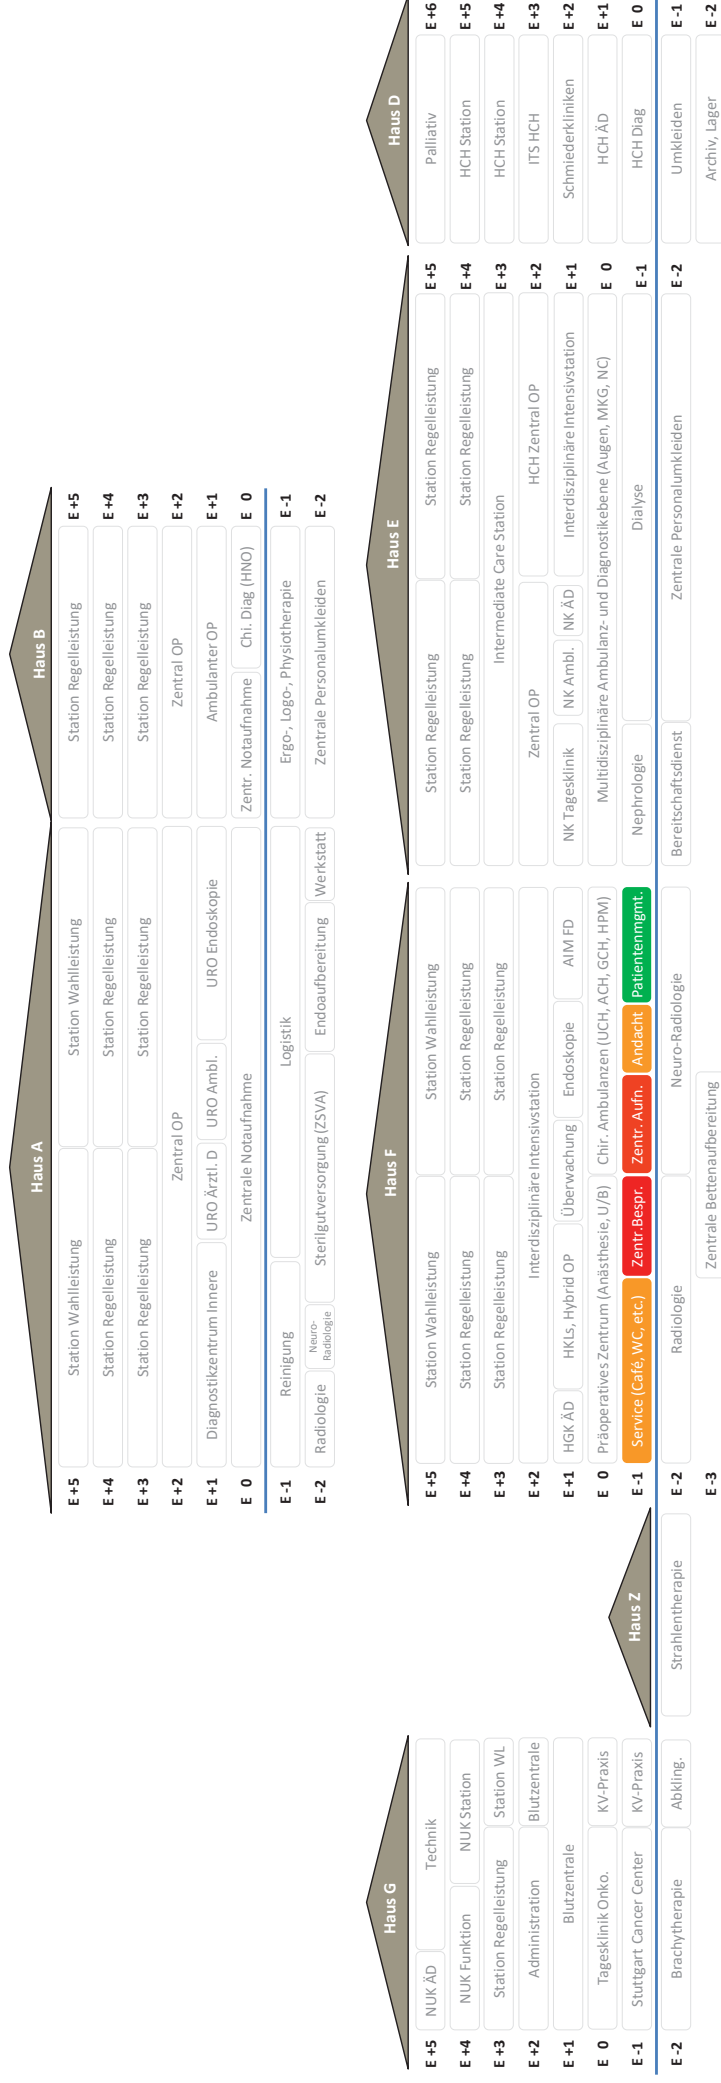 Haus A
Haus B
E +5
Station Wahlleistung
Station Wahlleistung
Station Regelleistung
E +5
E +4
Station Regelleistung
Station Regelleistung
Station Regelleistung
E +4
E +3
Station Regelleistung
Station Regelleistung
Station Regelleistung
E +3
E +2
Zentral OP
Zentral OP
E +2
E +1
Diagnostikzentrum Innere
URO Ärztl. D
URO Ambl.
URO Endoskopie
Ambulanter OP
E +1
E 0
Zentrale Notaufnahme
Zentr. Notaufnahme
Chi. Diag (HNO)
E 0
E -1
Reinigung
Logistik
Ergo-, Logo-, Physiotherapie
E -1
E -2
Radiologie
Neuro-
Radiologie
Sterilgutversorgung (ZSVA)
Endoaufbereitung
Werkstatt
Zentrale Personalumkleiden
E -2
Haus G
E +5
NUK ÄD
Technik
E +4
NUK Funktion
NUK Station
E +3
Station Regelleistung
Station WL
E +2
Administration
Blutzentrale
E +1
Blutzentrale
E 0
Tagesklinik Onko.
KV-Praxis
E -1
Stuttgart Cancer Center
KV-Praxis
E -2
Brachytherapie
Abkling.
Haus Z
Strahlentherapie
Haus F
E +5
Station Wahlleistung
Station Wahlleistung
E +4
Station Regelleistung
Station Regelleistung
E +3
Station Regelleistung
Station Regelleistung
E +2
Interdisziplinäre Intensivstation
E +1
HGK ÄD
HKLs, Hybrid OP
Überwachung
Endoskopie
AIM FD
E 0
Präoperatives Zentrum (Anästhesie, U/B)
Chir. Ambulanzen (UCH, ACH, GCH, HPM)
E -1
Service (Café, WC, etc.)
Zentr.Bespr.
Zentr. Aufn.
Andacht
Patientenmgmt.
E -2
Radiologie
Neuro-Radiologie
E -3
Zentrale Bettenaufbereitung
Haus E
Station Regelleistung
Station Regelleistung
E +5
Station Regelleistung
Station Regelleistung
E +4
Intermediate Care Station
E +3
Zentral OP
HCH Zentral OP
E +2
NK Tagesklinik
NK Ambl.
NK ÄD
Interdisziplinäre Intensivstation
E +1
Multidisziplinäre Ambulanz- und Diagnostikebene (Augen, MKG, NC)
E 0
Nephrologie
Dialyse
E -1
Bereitschaftsdienst
Zentrale Personalumkleiden
E -2
Haus D
Palliativ
E +6
HCH Station
E +5
HCH Station
E +4
ITS HCH
E +3
Schmiederkliniken
E +2
HCH ÄD
E +1
HCH Diag
E 0
Umkleiden
E -1
Archiv, Lager
E -2